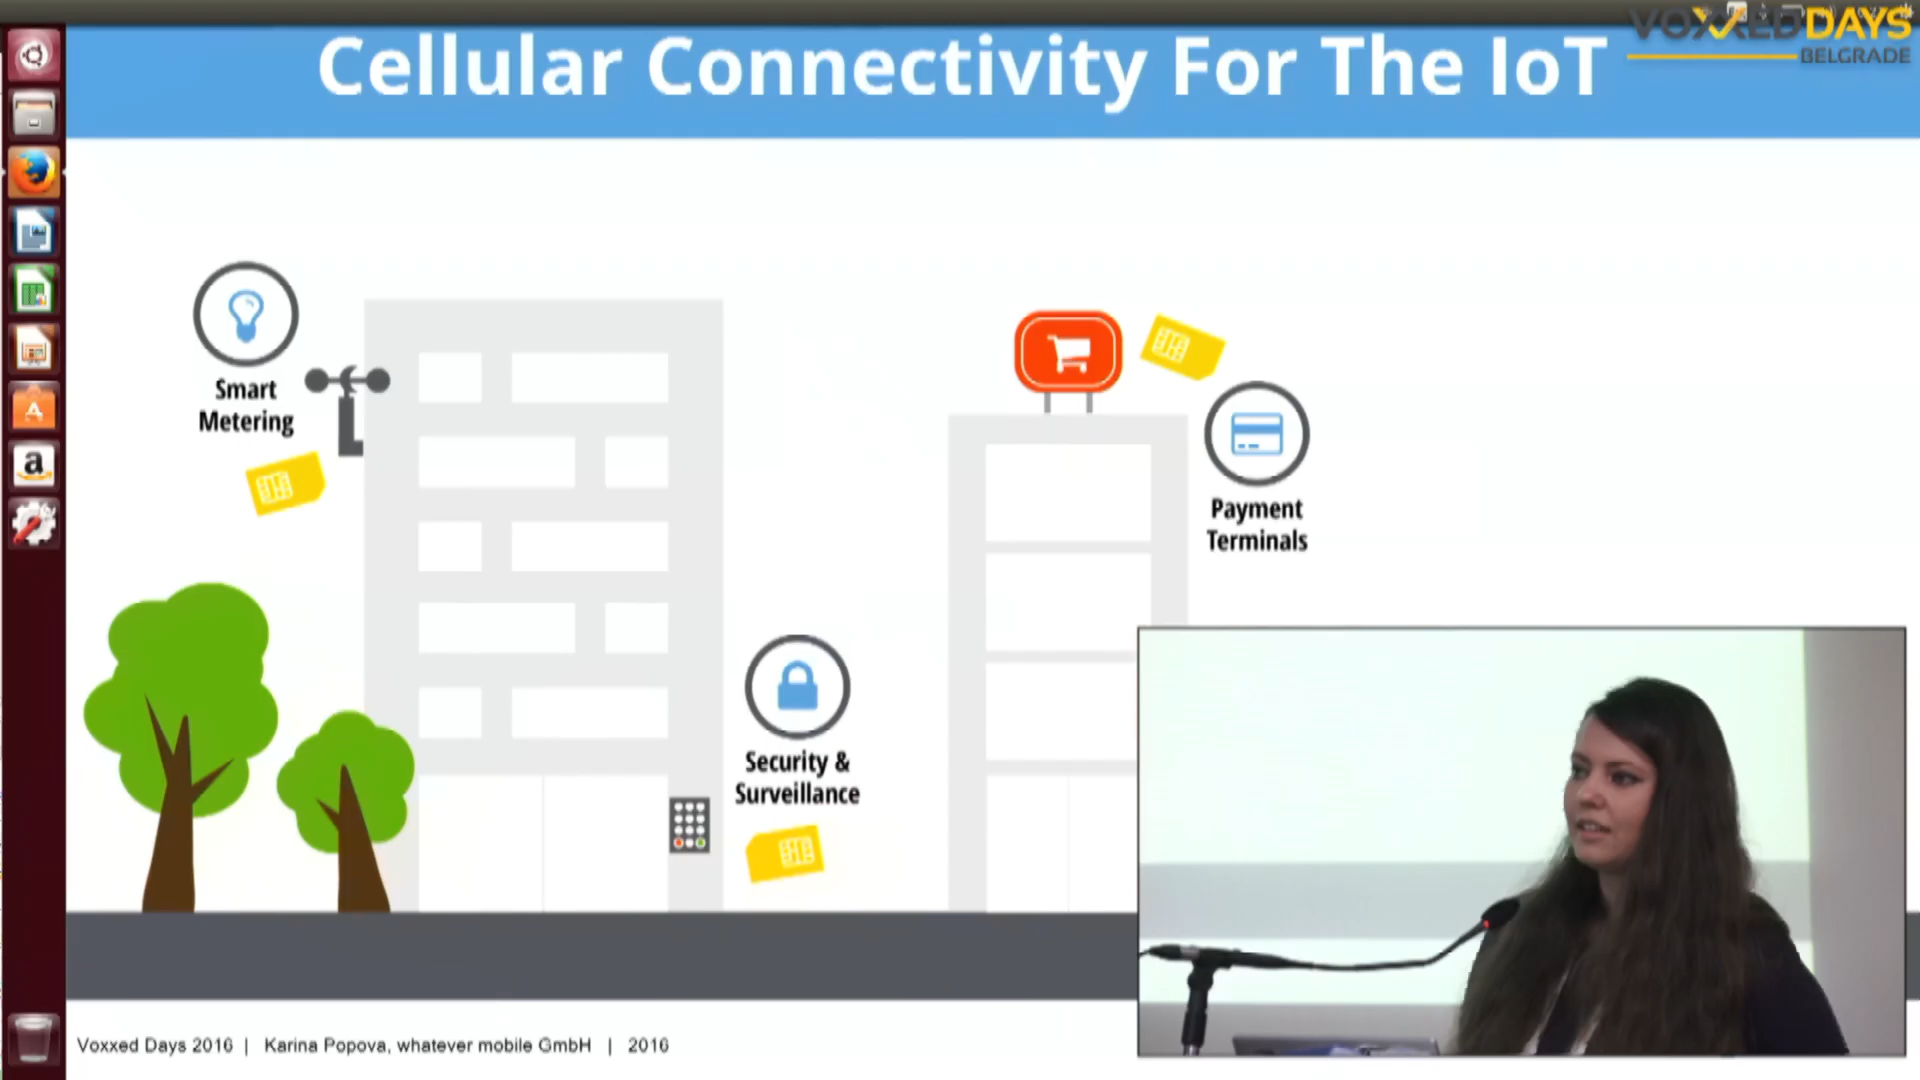 VOXXED DAYS
BELGRADE
Cellular Connectivity For The IoT
Smart
Metering
Payment
Terminals
Security &
Surveillance
a
Voxxed Days 2016 | Karina Popova, whatever mobile GmbH | 2016